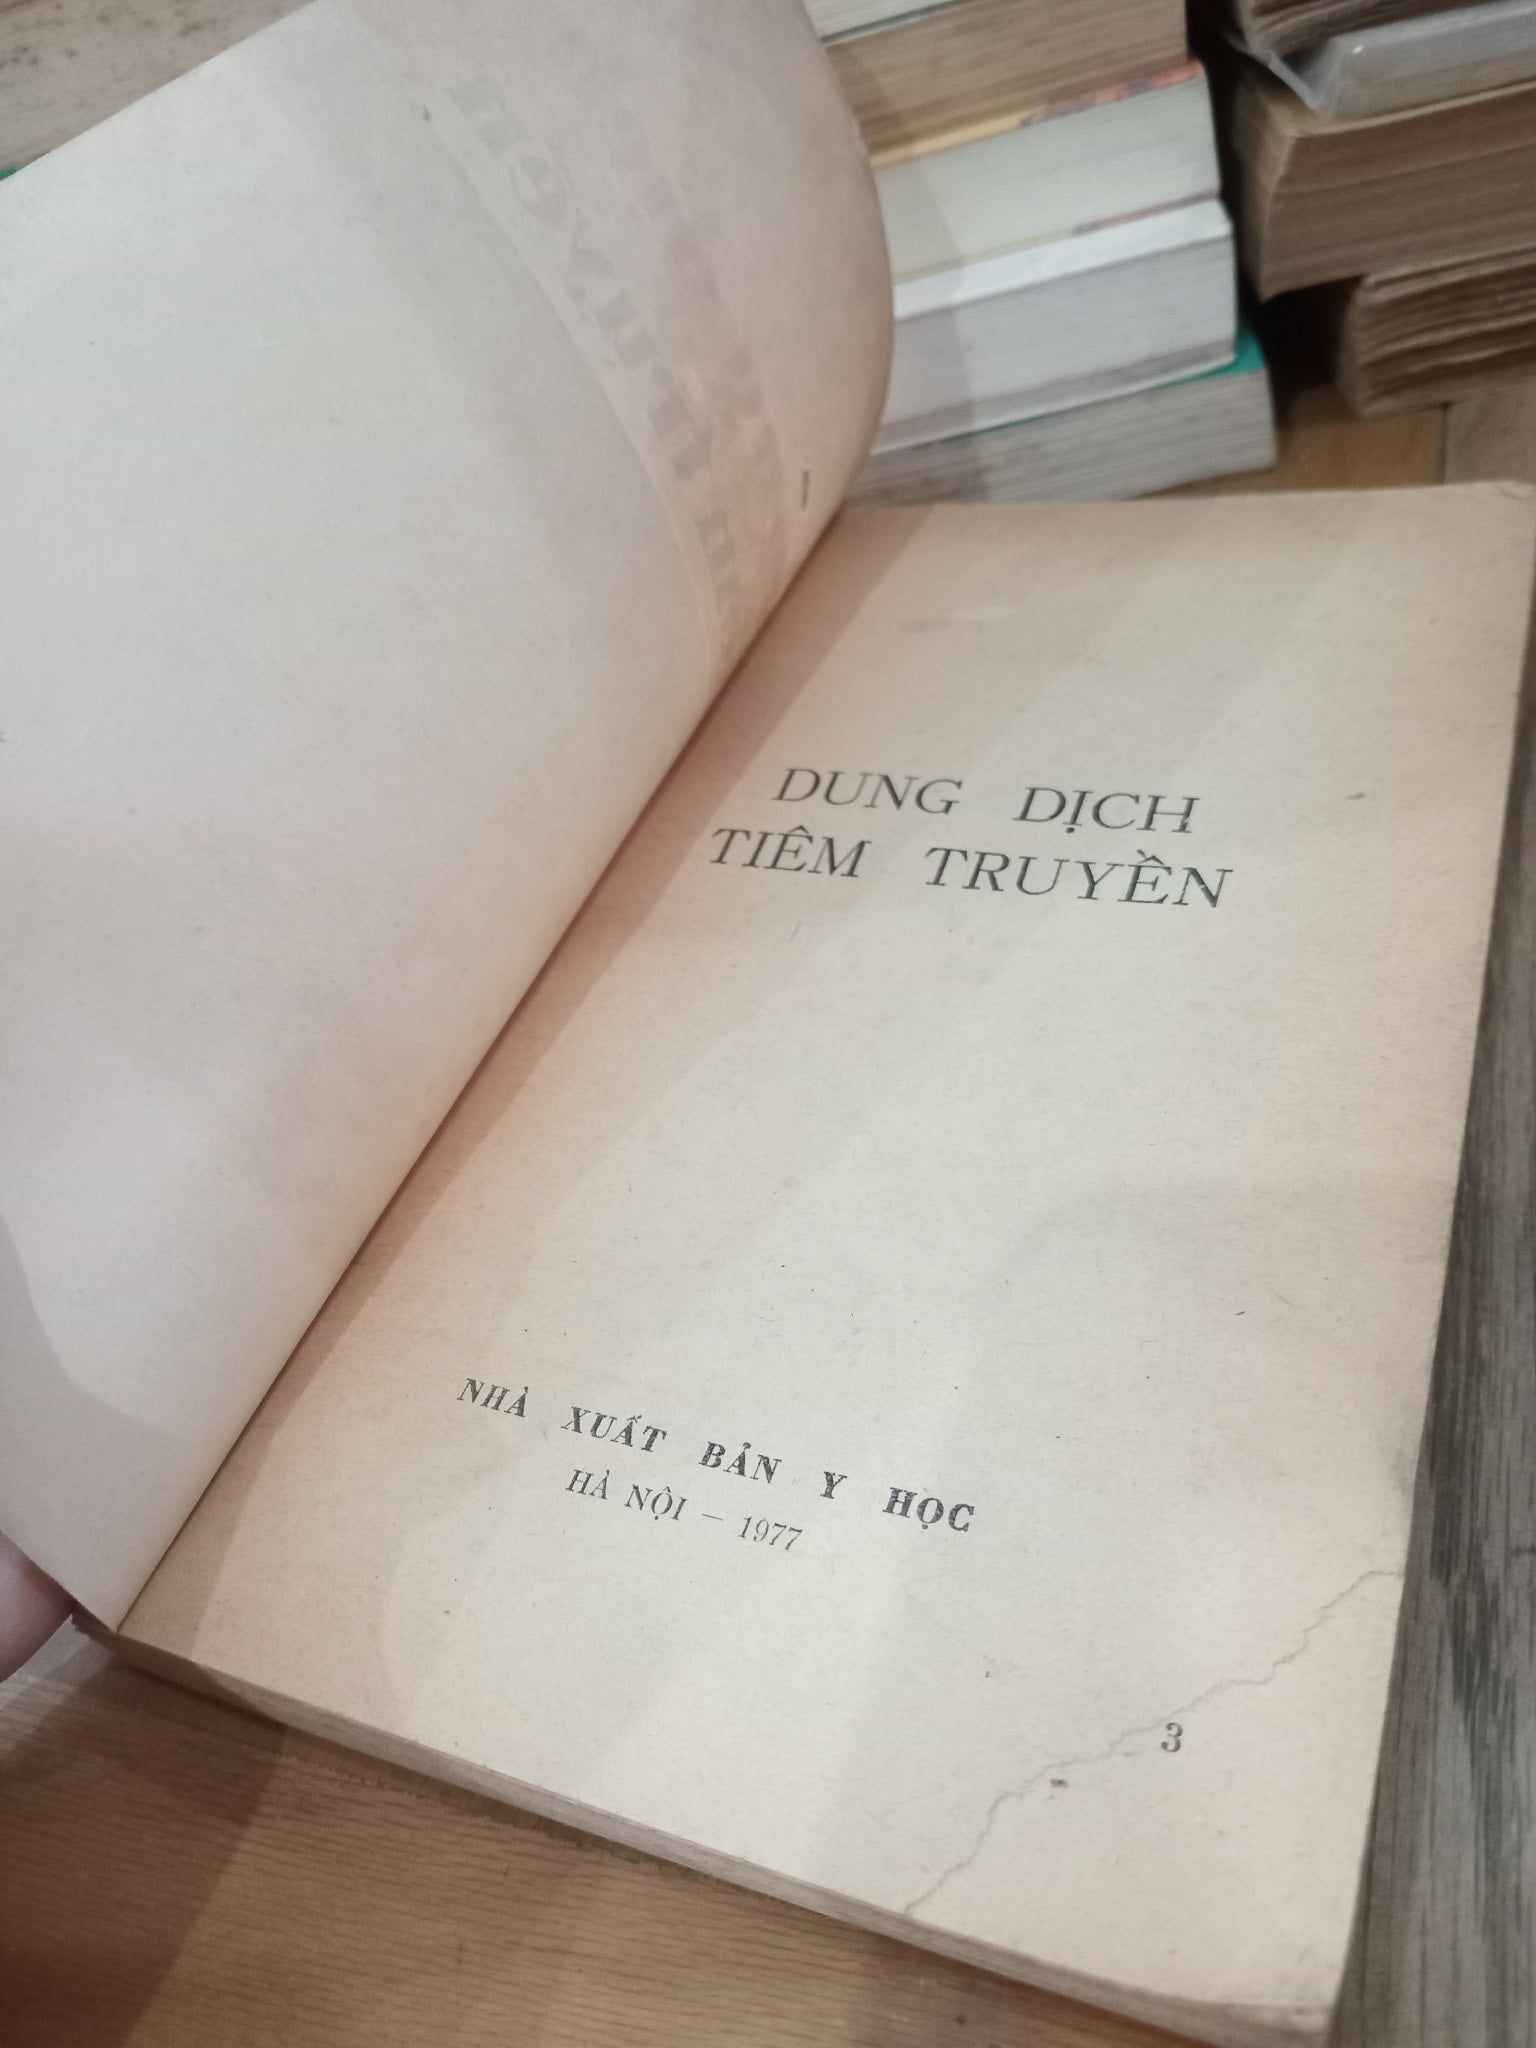 DUNG DỊCH
TIÊM TRUYỀN
NHÀ XUẤT BẢN Y HỌC
HÀ NỘI – 1977
3